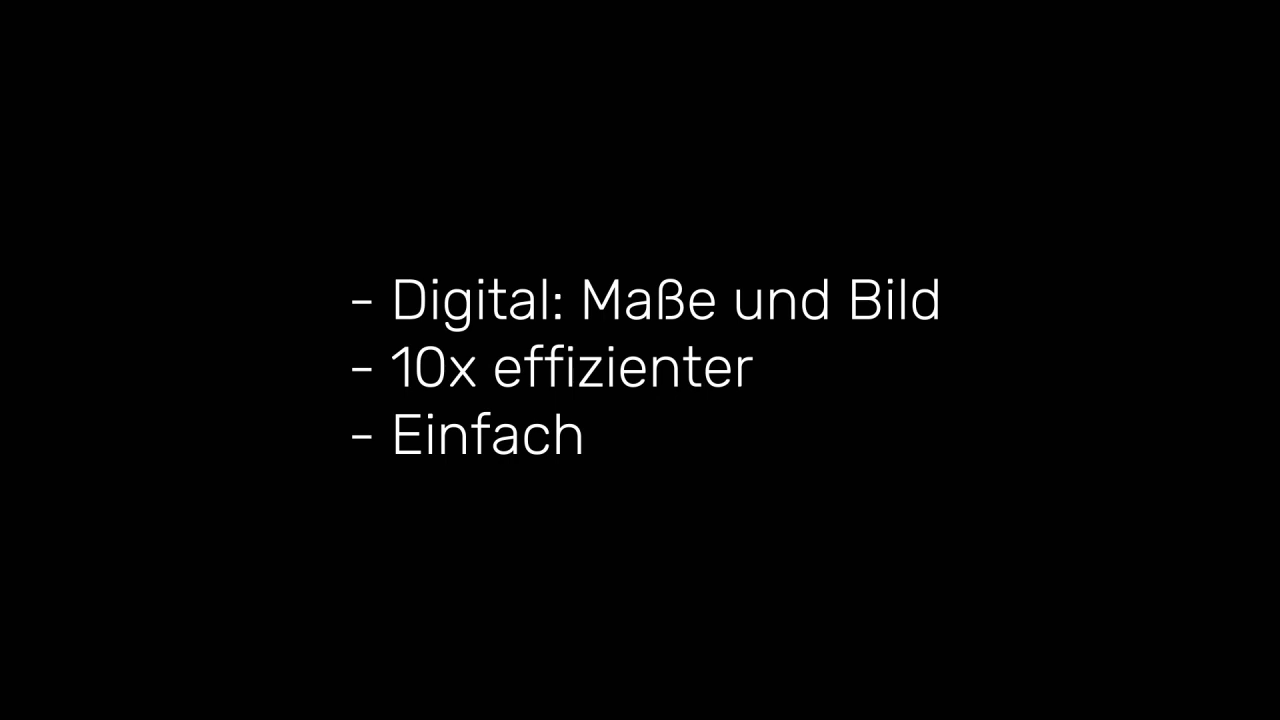 - Digital: Maße und Bild
- 10x effizienter
- Einfach